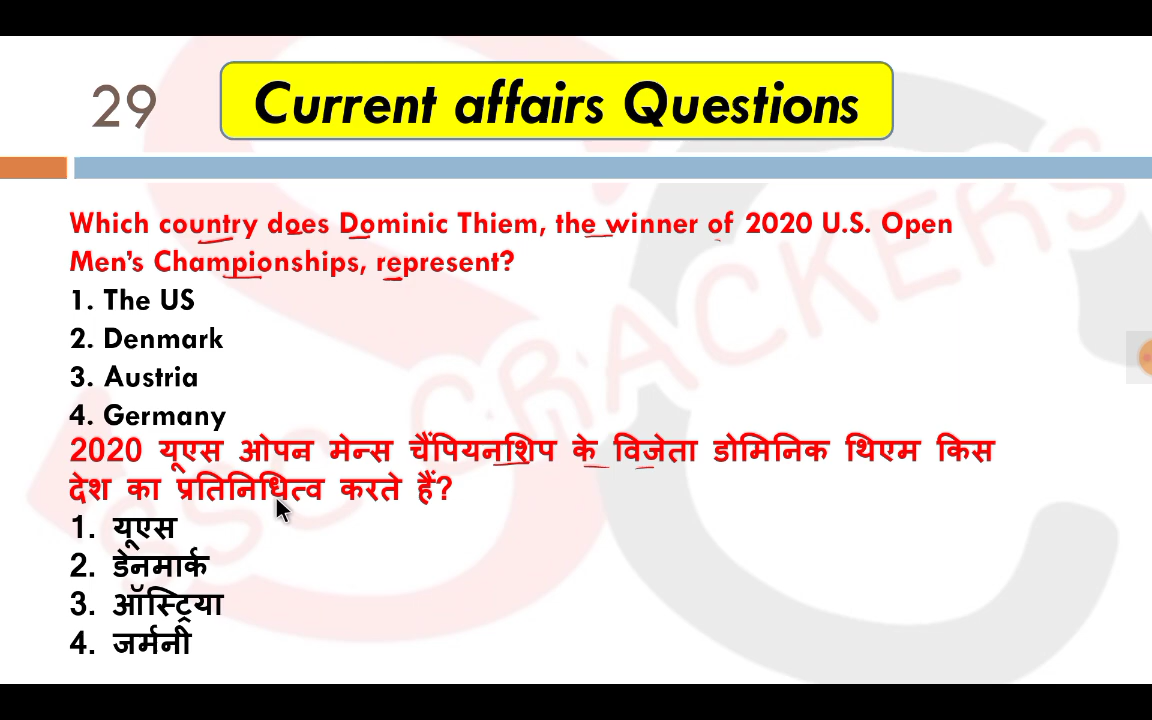 29
Current affairs Questions
Which country does Dominic Thiem, the winner of 2020 U.S. Open
Men's Championships, represent?
1. The US
2. Denmark
3. Austria
4. Germany
2020 यूएस ओपन मेन्स चैंपियनशिप के विजेता डोमिनिक थिएम किस
देश का प्रतिनिधित्व करते हैं?
1. यूएस
2. डेनमार्क
3. ऑस्ट्रिया
4. जर्मनी
SSC CRACKERS